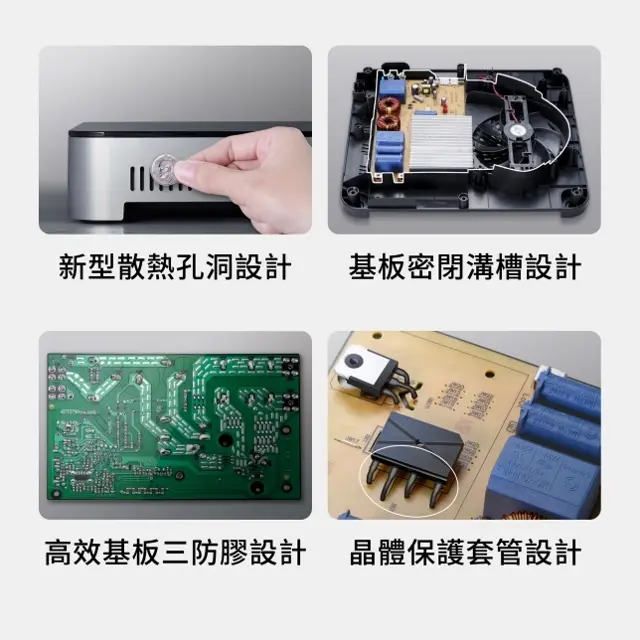 新型散熱孔洞設計
基板密閉溝槽設計
高效基板三防膠設計
晶體保護套管設計